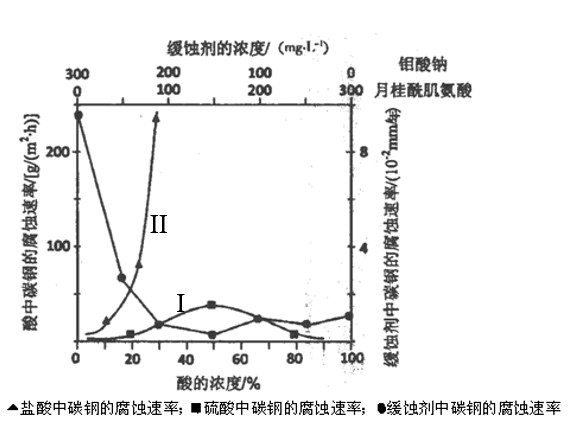 缓蚀剂的浓度/ (mg·L⁻¹)
300 200 100 0 钼酸钠
0 100 200 300 月桂酰肌氨酸
酸中碳钢的腐蚀速率/[g/(m²·h)]
200
100
缓蚀剂中碳钢的腐蚀速率/(10⁻²mm/年)
8
4
0
II
I
0 20 40 60 80 100
酸的浓度/%
▲盐酸中碳钢的腐蚀速率；■硫酸中碳钢的腐蚀速率；●缓蚀剂中碳钢的腐蚀速率